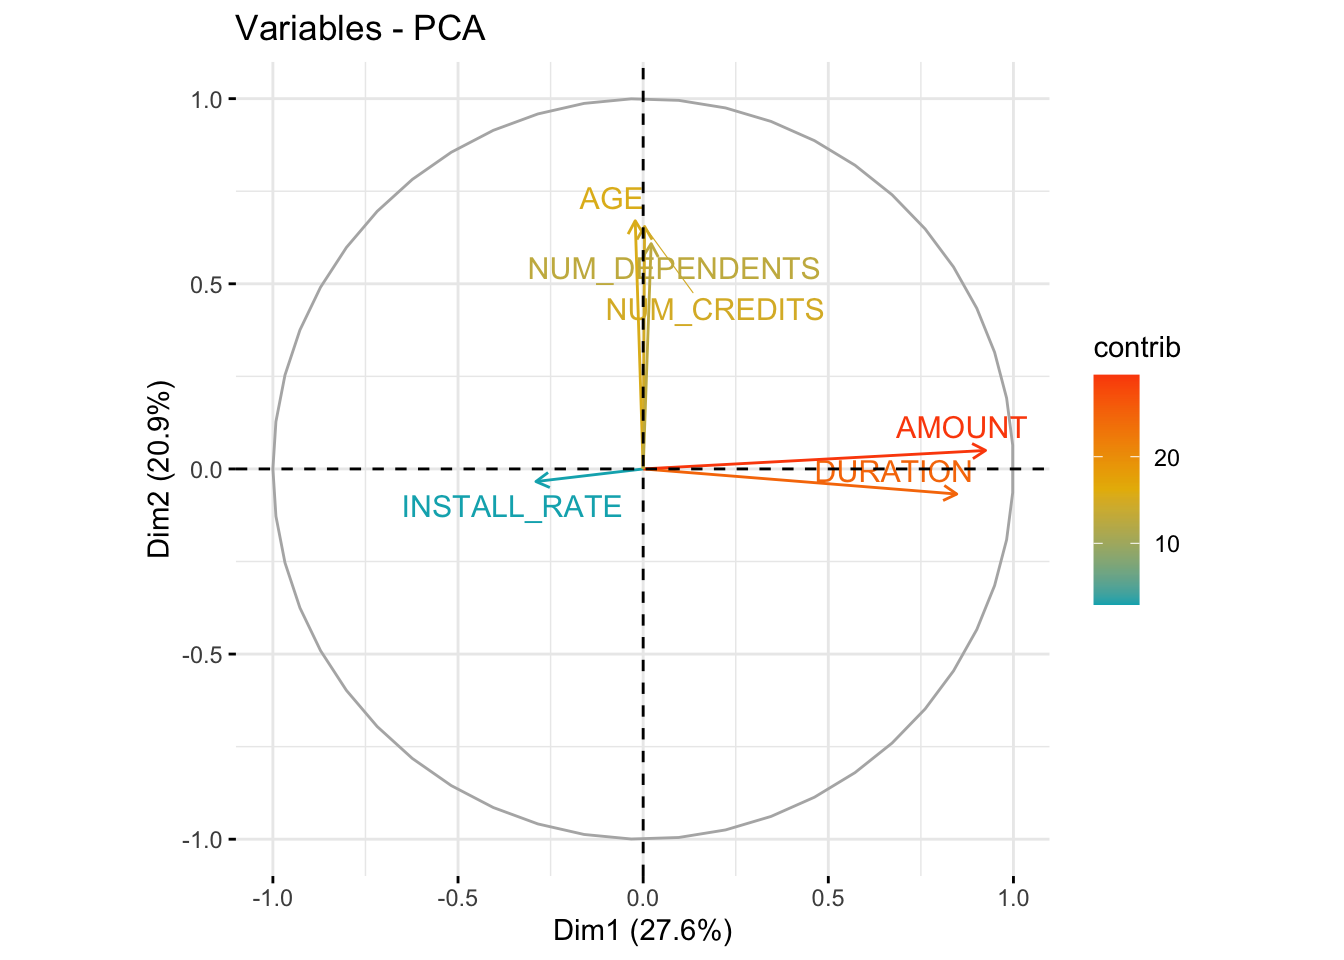 Variables - PCA
1.0
0.5
0.0
-0.5
-1.0
Dim2 (20.9%)
AGE
NUM_DEPENDENTS
NUM_CREDITS
AMOUNT
DURATION
INSTALL_RATE
-1.0
-0.5
0.0
0.5
1.0
Dim1 (27.6%)
contrib
20
10